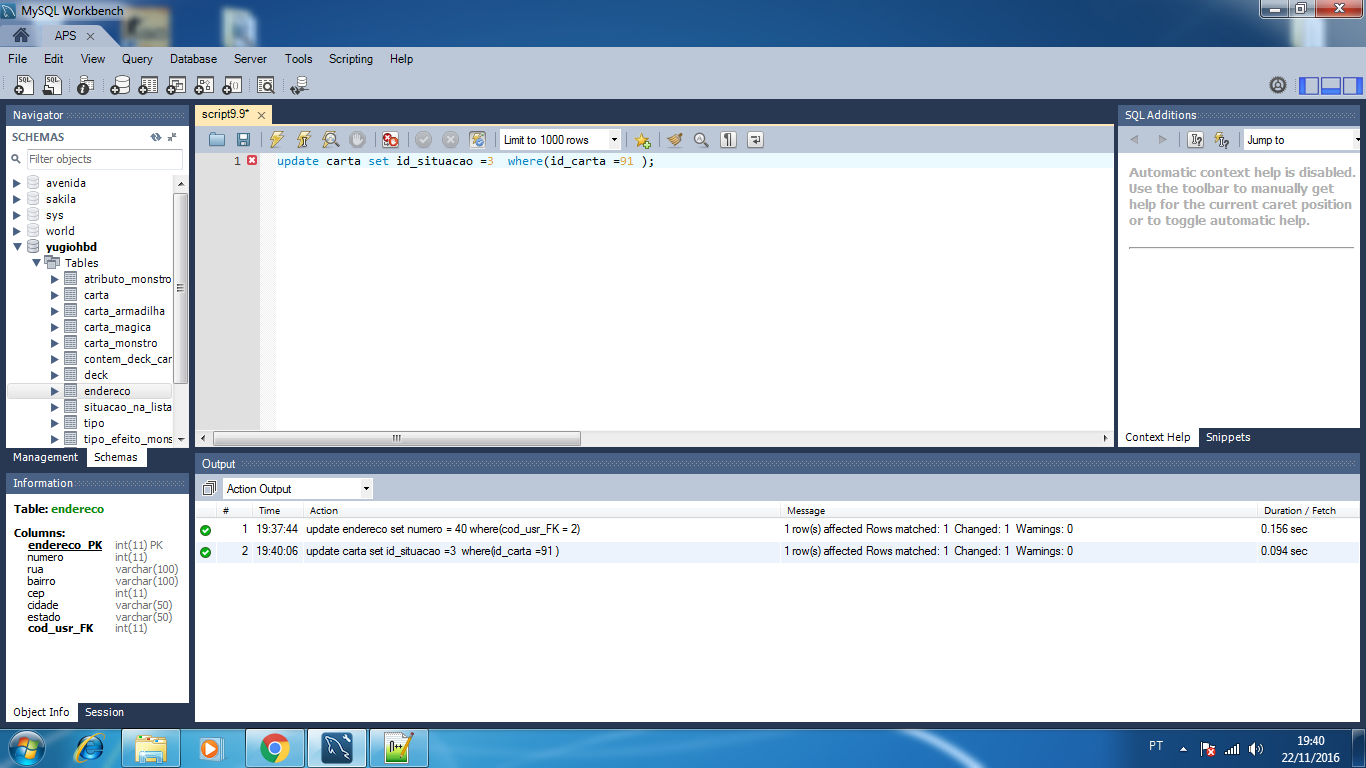 MySQL Workbench
APS
File Edit View Query Database Server Tools Scripting Help
Navigator
SCHEMAS
Filter objects
avenida
sakila
sys
world
yugiohbd
Tables
atributo_monstro
carta
carta_armadilha
carta_magica
carta_monstro
contem_deck_car
deck
endereco
situacao_na_lista
tipo
tipo_efeito_mons
Management Schemas
Information
Table: endereco
Columns:
endereco_PK int(11) PK
numero int(11)
rua varchar(100)
bairro varchar(100)
cep int(11)
cidade varchar(50)
estado varchar(50)
cod_usr_FK int(11)
Object Info Session
script9.9*
Limit to 1000 rows
1 update carta set id_situacao =3  where(id_carta =91 );
SQL Additions
Jump to
Automatic context help is disabled.
Use the toolbar to manually get
help for the current caret position
or to toggle automatic help.
Context Help Snippets
Output
Action Output
# Time Action Message Duration / Fetch
1 19:37:44 update endereco set numero = 40 where(cod_usr_FK = 2) 1 row(s) affected Rows matched: 1  Changed: 1  Warnings: 0 0.156 sec
2 19:40:06 update carta set id_situacao =3  where(id_carta =91 ) 1 row(s) affected Rows matched: 1  Changed: 1  Warnings: 0 0.094 sec
PT
19:40
22/11/2016